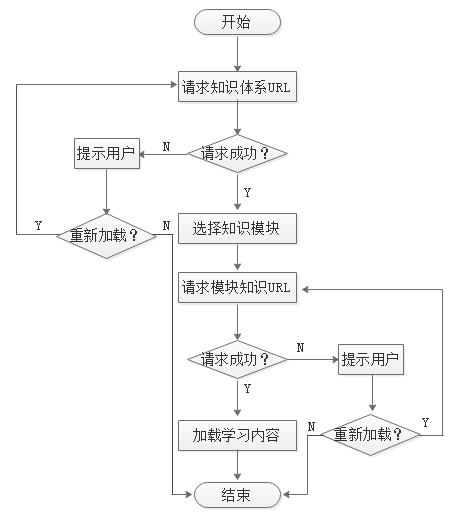 开始
请求知识体系URL
请求成功？
N
提示用户
Y
重新加载？
Y
N
选择知识模块
请求模块知识URL
请求成功？
N
提示用户
Y
重新加载？
N
Y
加载学习内容
结束